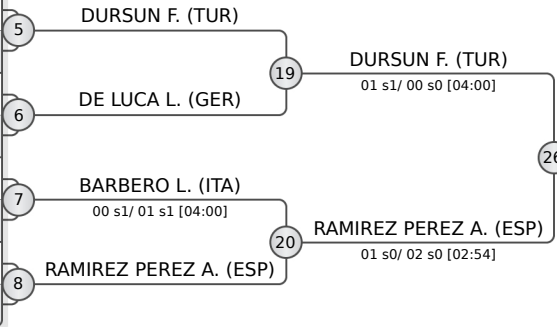 DURSUN F. (TUR)
5
19
DURSUN F. (TUR)
01 s1/ 00 s0 [04:00]
DE LUCA L. (GER)
6
26
BARBERO L. (ITA)
7
00 s1/ 01 s1 [04:00]
20
RAMIREZ PEREZ A. (ESP)
01 s0/ 02 s0 [02:54]
RAMIREZ PEREZ A. (ESP)
8